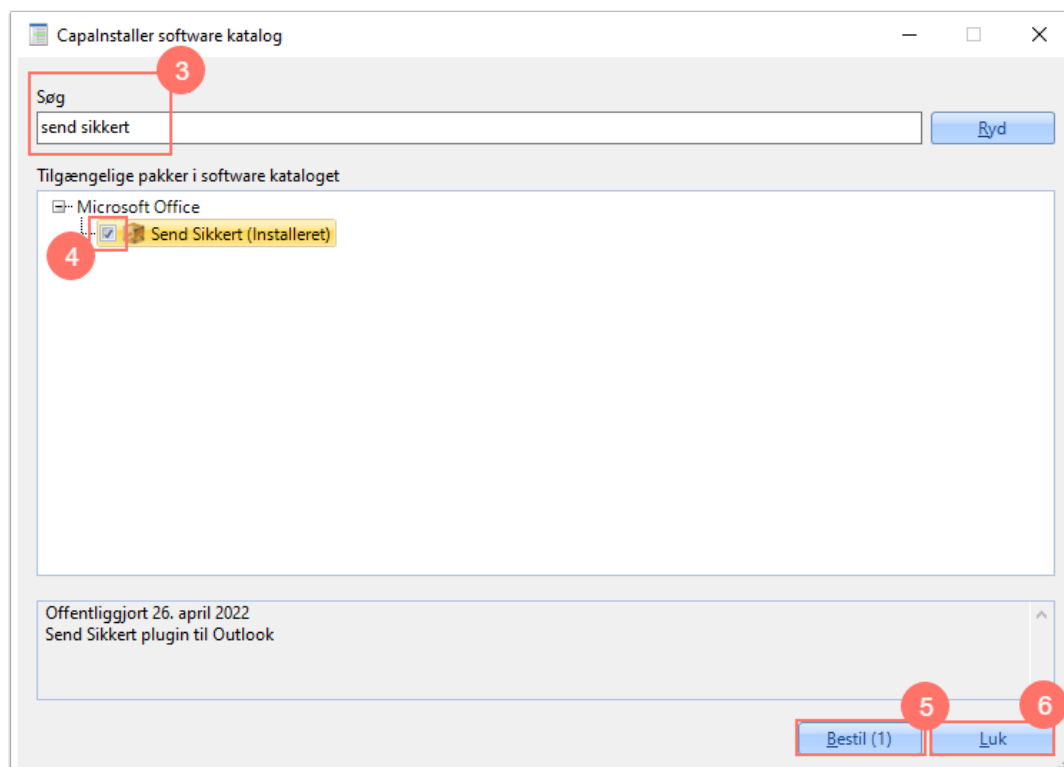 CapaInstaller software katalog
3
Søg
send sikkert
Ryd
Tilgængelige pakker i software kataloget
Microsoft Office
4
Send Sikkert (Installeret)
Offentliggjort 26. april 2022
Send Sikkert plugin til Outlook
5
6
Bestil (1)
Luk